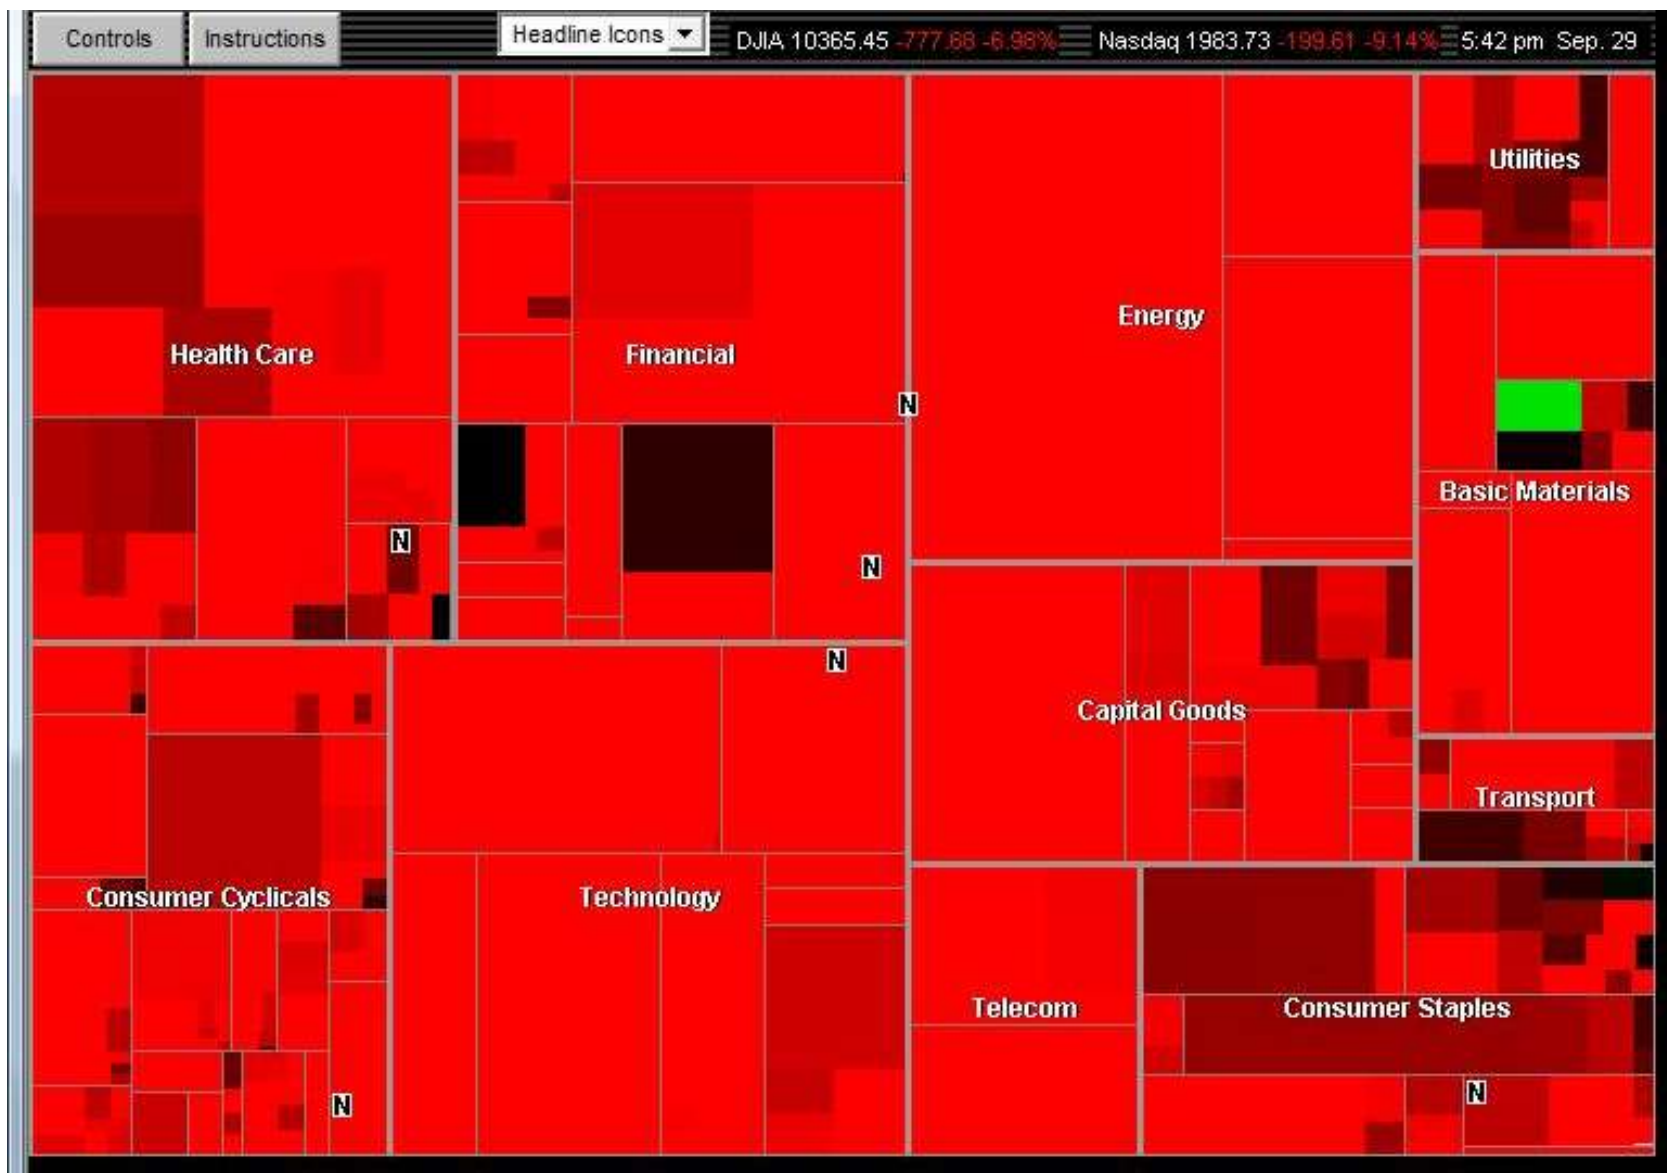 Controls
Instructions
Headline Icons
DJIA 10365.45 -777.68 -6.98%
Nasdaq 1983.73 -199.61 -9.14%
5:42 pm Sep. 29
Utilities
Energy
Health Care
Financial
N
Basic Materials
N
N
N
Capital Goods
Transport
Consumer Cyclicals
Technology
Telecom
Consumer Staples
N
N